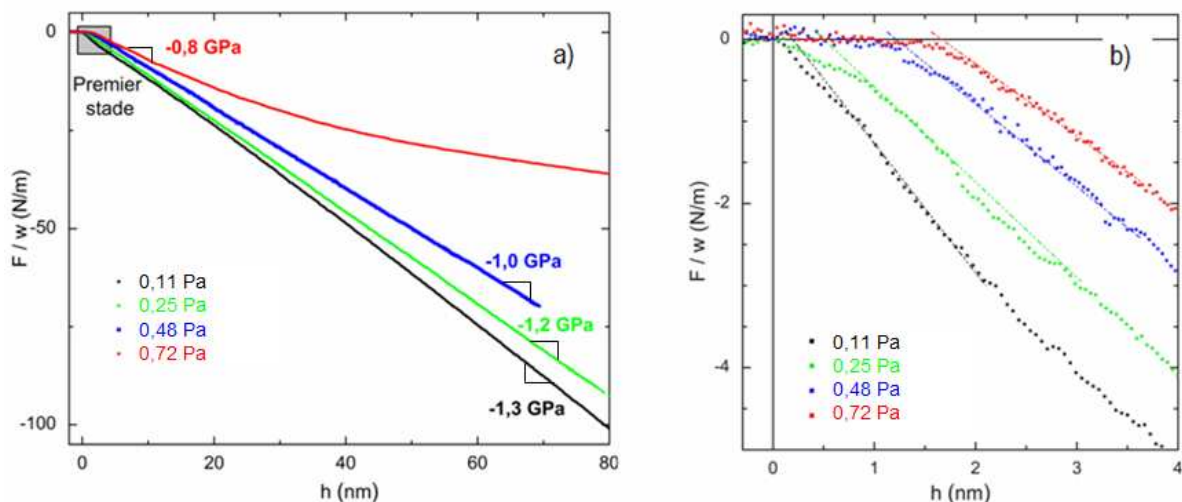 0
-50
-100
F / w (N/m)
0
20
40
60
80
h (nm)
Premier
stade
-0,8 GPa
a)
-1,0 GPa
-1,2 GPa
-1,3 GPa
0,11 Pa
0,25 Pa
0,48 Pa
0,72 Pa
0
-2
-4
F / w (N/m)
0
1
2
3
4
h (nm)
b)
0,11 Pa
0,25 Pa
0,48 Pa
0,72 Pa